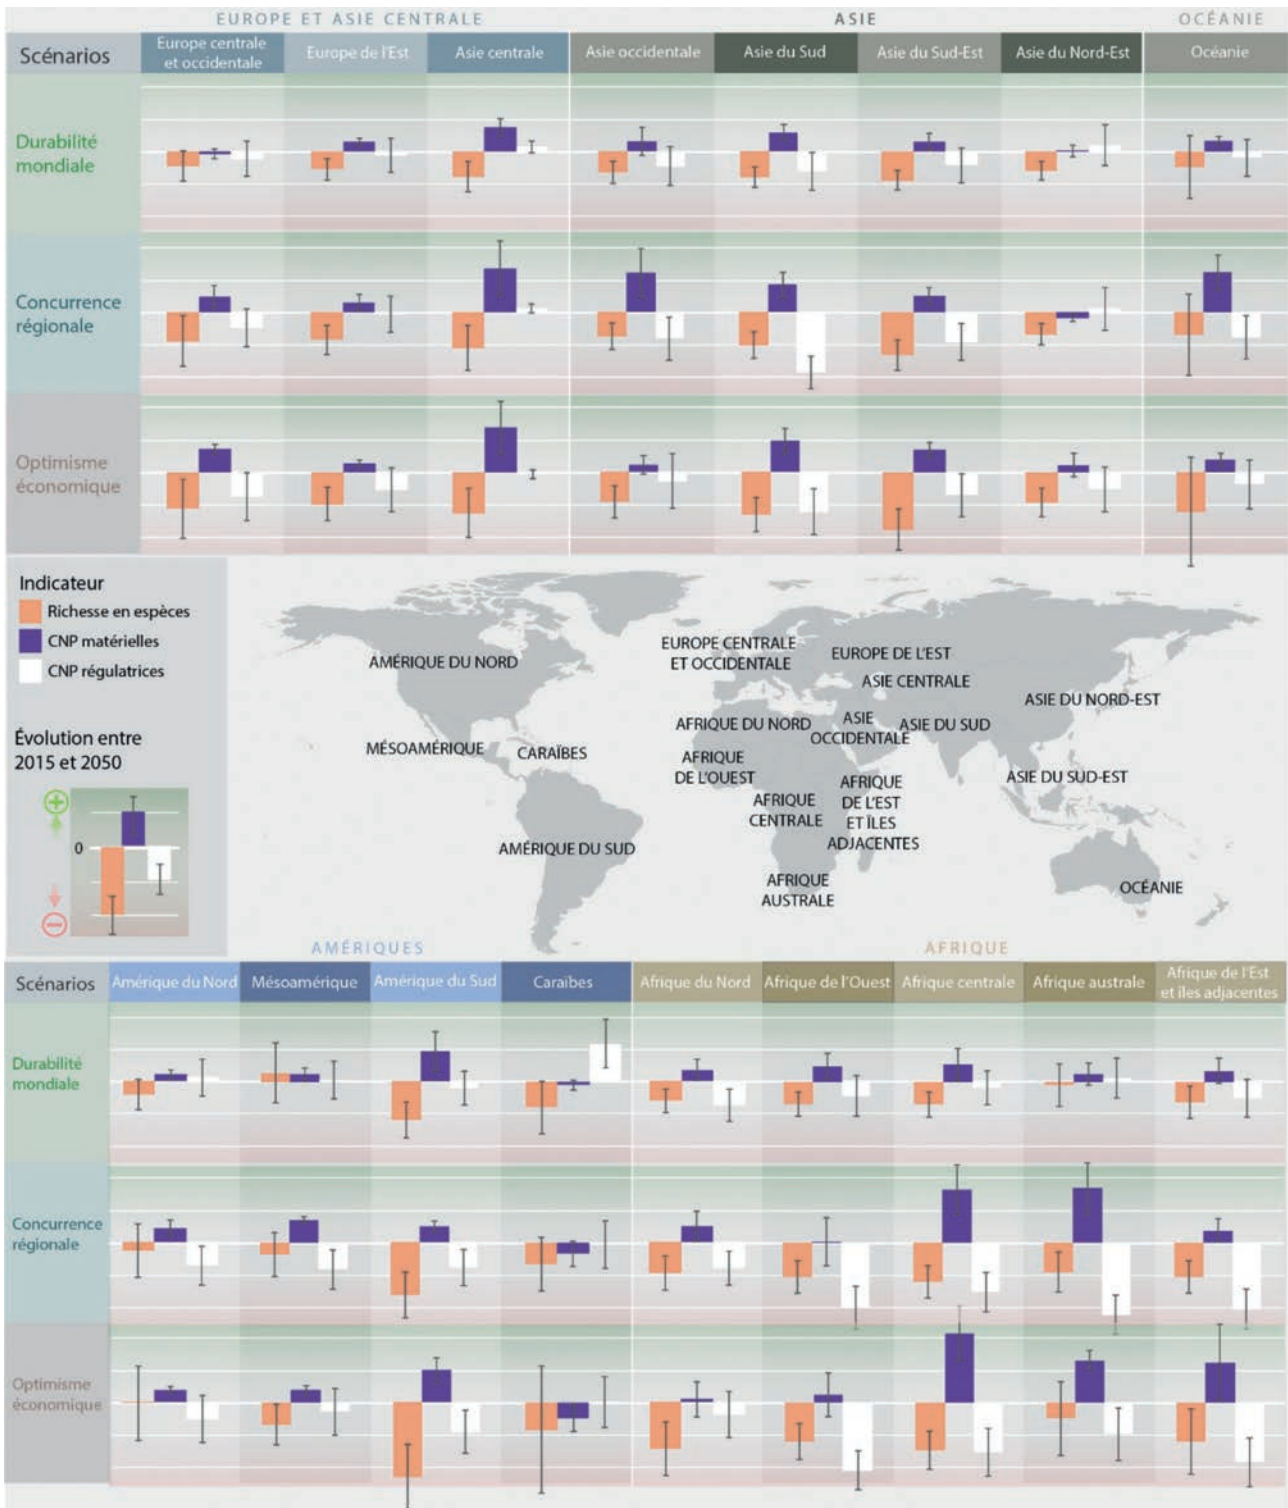 EUROPE ET ASIE CENTRALE
ASIE
OCÉANIE
Scénarios
Europe centrale
et occidentale
Europe de l'Est
Asie centrale
Asie occidentale
Asie du Sud
Asie du Sud-Est
Asie du Nord-Est
Océanie
Durabilité
mondiale
Concurrence
régionale
Optimisme
économique
Indicateur
Richesse en espèces
CNP matérielles
CNP régulatrices
Évolution entre
2015 et 2050
+
0
−
AMÉRIQUE DU NORD
EUROPE CENTRALE
ET OCCIDENTALE
EUROPE DE L'EST
ASIE CENTRALE
ASIE DU NORD-EST
AFRIQUE DU NORD
ASIE
OCCIDENTALE
ASIE DU SUD
MÉSOAMÉRIQUE
CARAÏBES
AFRIQUE
DE L'OUEST
ASIE DU SUD-EST
AFRIQUE
CENTRALE
AFRIQUE
DE L'EST
ET ÎLES
ADJACENTES
AMÉRIQUE DU SUD
AFRIQUE
AUSTRALE
OCÉANIE
AMÉRIQUES
AFRIQUE
Scénarios
Amérique du Nord
Mésoamérique
Amérique du Sud
Caraïbes
Afrique du Nord
Afrique de l'Ouest
Afrique centrale
Afrique australe
Afrique de l'Est
et îles adjacentes
Durabilité
mondiale
Concurrence
régionale
Optimisme
économique